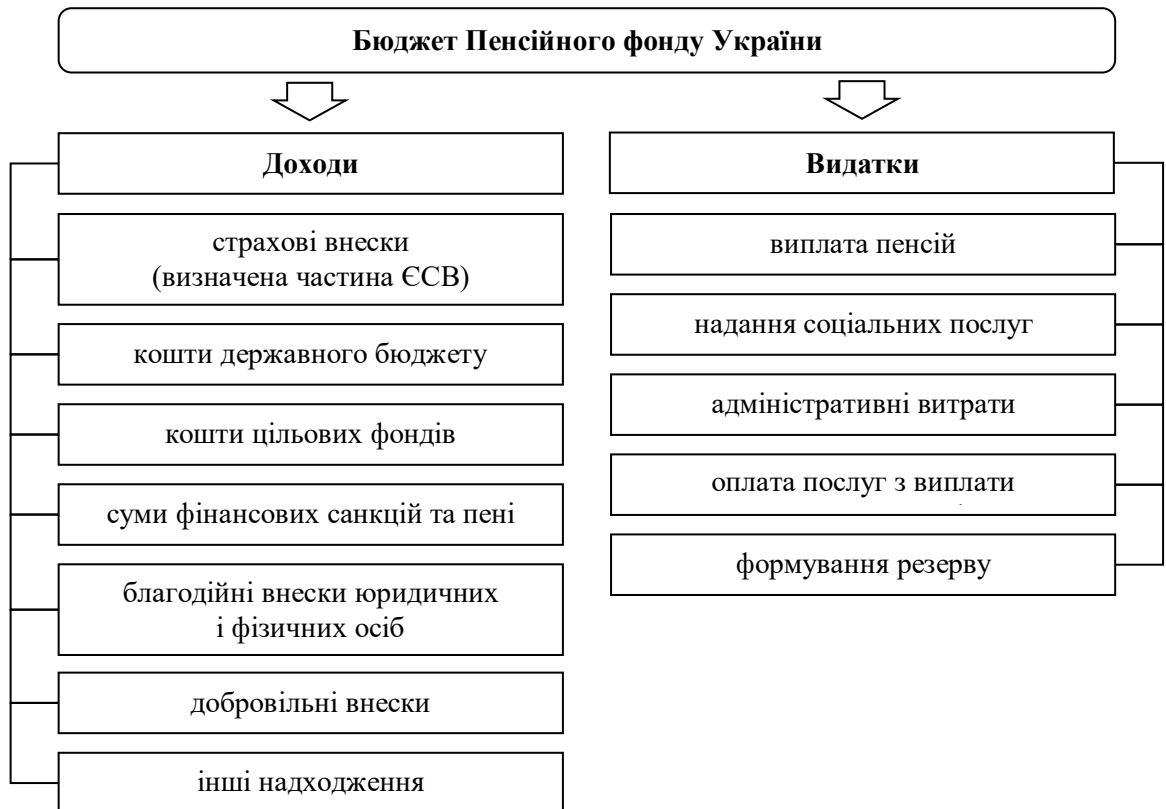 Бюджет Пенсійного фонду України
Доходи
страхові внески
(визначена частина ЄСВ)
кошти державного бюджету
кошти цільових фондів
суми фінансових санкцій та пені
благодійні внески юридичних
і фізичних осіб
добровільні внески
інші надходження
Видатки
виплата пенсій
надання соціальних послуг
адміністративні витрати
оплата послуг з виплати
формування резерву